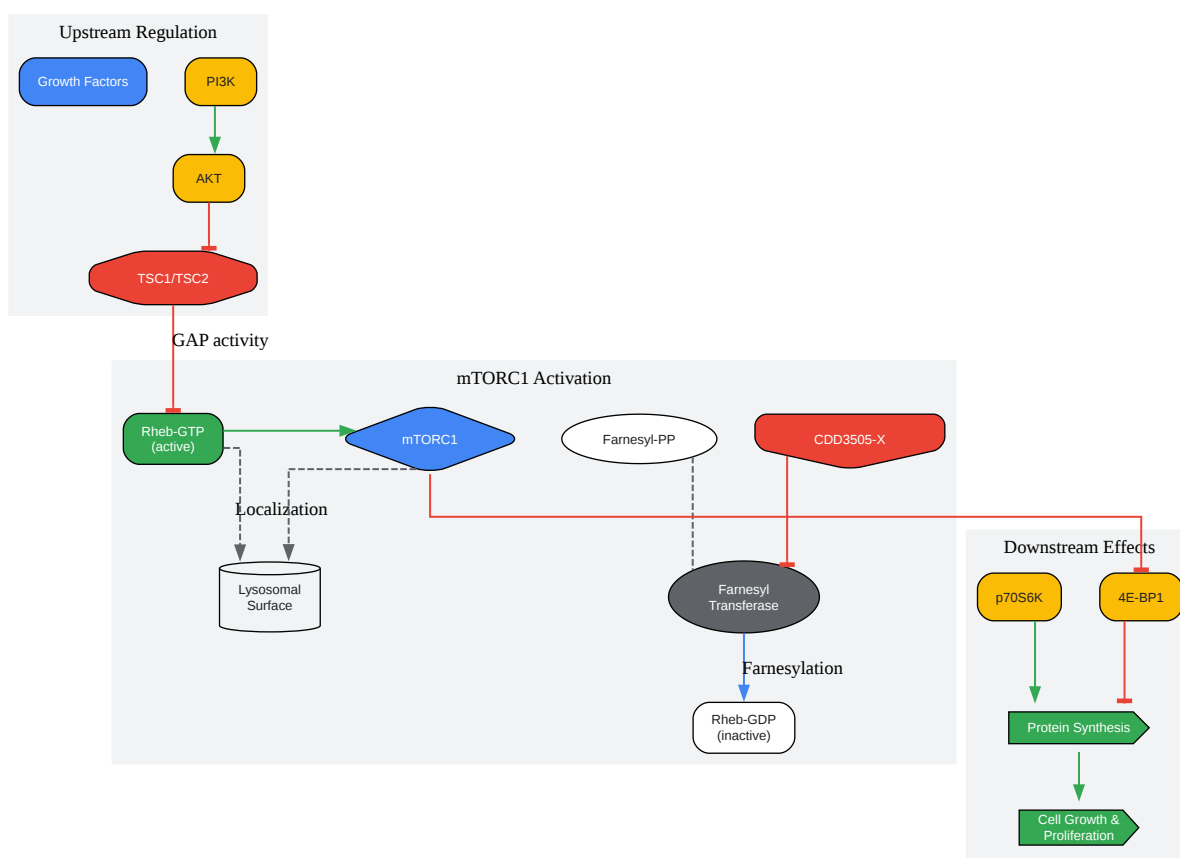 Upstream Regulation
Growth Factors
PI3K
AKT
TSC1/TSC2
GAP activity
mTORC1 Activation
Rheb-GTP
(active)
mTORC1
Farnesyl-PP
CDD3505-X
Localization
Lysosomal
Surface
Farnesyl
Transferase
Farnesylation
Rheb-GDP
(inactive)
Downstream Effects
p70S6K
4E-BP1
Protein Synthesis
Cell Growth &
Proliferation